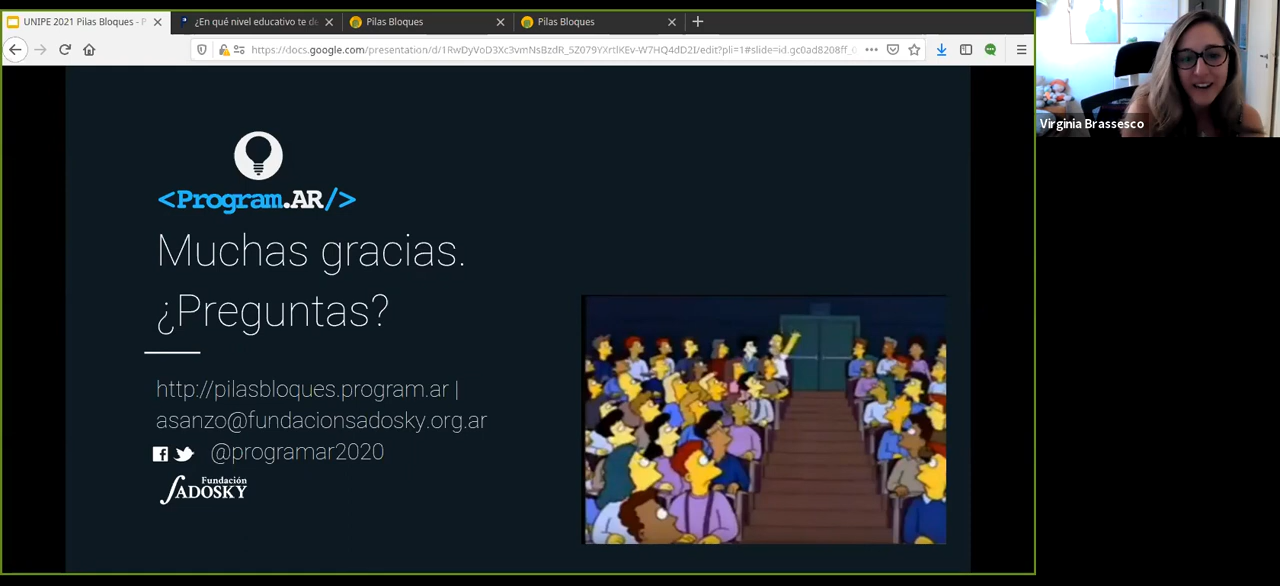 UNIPE 2021 Pilas Bloques - P
¿En qué nivel educativo te de
Pilas Bloques
Pilas Bloques
https://docs.google.com/presentation/d/1RwDyVoD3Xc3vmNsBzdR_5Z079YXrtlKEv-W7HQ4dD2I/edit?pli=1#slide=id.gc0ad8208ff_0
Virginia Brassesco
<Program.AR/>
Muchas gracias.
¿Preguntas?
http://pilasbloques.program.ar |
asanzo@fundacionsadosky.org.ar
@programar2020
Fundación
SADOSKY